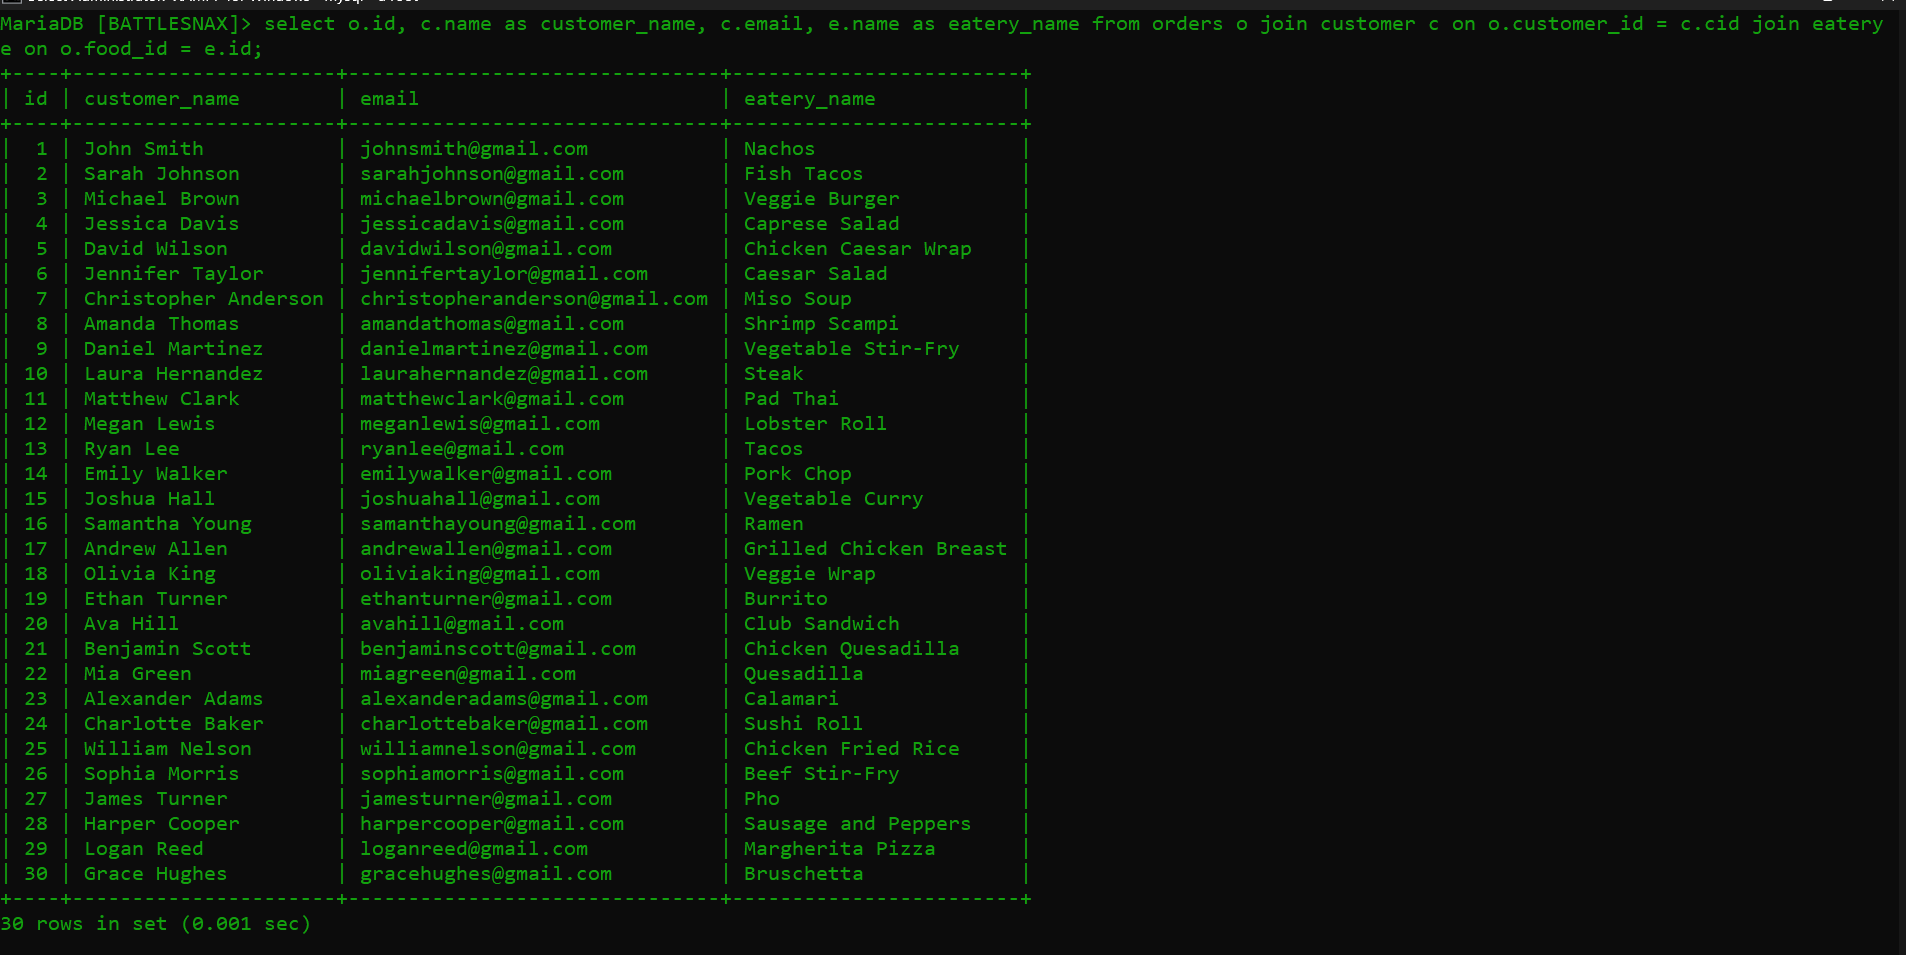 MariaDB [BATTLESNAX]> select o.id, c.name as customer_name, c.email, e.name as eatery_name from orders o join customer c on o.customer_id = c.cid join eatery
e on o.food_id = e.id;
+----+----------------------+-------------------------------+------------------------+
| id | customer_name        | email                         | eatery_name            |
+----+----------------------+-------------------------------+------------------------+
|  1 | John Smith           | johnsmith@gmail.com           | Nachos                 |
|  2 | Sarah Johnson        | sarahjohnson@gmail.com        | Fish Tacos             |
|  3 | Michael Brown        | michaelbrown@gmail.com        | Veggie Burger          |
|  4 | Jessica Davis        | jessicadavis@gmail.com        | Caprese Salad          |
|  5 | David Wilson         | davidwilson@gmail.com         | Chicken Caesar Wrap    |
|  6 | Jennifer Taylor      | jennifertaylor@gmail.com      | Caesar Salad           |
|  7 | Christopher Anderson | christopheranderson@gmail.com | Miso Soup              |
|  8 | Amanda Thomas        | amandathomas@gmail.com        | Shrimp Scampi          |
|  9 | Daniel Martinez      | danielmartinez@gmail.com      | Vegetable Stir-Fry     |
| 10 | Laura Hernandez      | laurahernandez@gmail.com      | Steak                  |
| 11 | Matthew Clark        | matthewclark@gmail.com        | Pad Thai               |
| 12 | Megan Lewis          | meganlewis@gmail.com          | Lobster Roll           |
| 13 | Ryan Lee             | ryanlee@gmail.com             | Tacos                  |
| 14 | Emily Walker         | emilywalker@gmail.com         | Pork Chop              |
| 15 | Joshua Hall          | joshuahall@gmail.com          | Vegetable Curry        |
| 16 | Samantha Young       | samanthayoung@gmail.com       | Ramen                  |
| 17 | Andrew Allen         | andrewallen@gmail.com         | Grilled Chicken Breast |
| 18 | Olivia King          | oliviaking@gmail.com          | Veggie Wrap            |
| 19 | Ethan Turner         | ethanturner@gmail.com         | Burrito                |
| 20 | Ava Hill             | avahill@gmail.com             | Club Sandwich          |
| 21 | Benjamin Scott       | benjaminscott@gmail.com       | Chicken Quesadilla     |
| 22 | Mia Green            | miagreen@gmail.com            | Quesadilla             |
| 23 | Alexander Adams      | alexanderadams@gmail.com      | Calamari               |
| 24 | Charlotte Baker      | charlottebaker@gmail.com      | Sushi Roll             |
| 25 | William Nelson       | williamnelson@gmail.com       | Chicken Fried Rice     |
| 26 | Sophia Morris        | sophiamorris@gmail.com        | Beef Stir-Fry          |
| 27 | James Turner         | jamesturner@gmail.com         | Pho                    |
| 28 | Harper Cooper        | harpercooper@gmail.com        | Sausage and Peppers    |
| 29 | Logan Reed           | loganreed@gmail.com           | Margherita Pizza       |
| 30 | Grace Hughes         | gracehughes@gmail.com         | Bruschetta             |
+----+----------------------+-------------------------------+------------------------+
30 rows in set (0.001 sec)